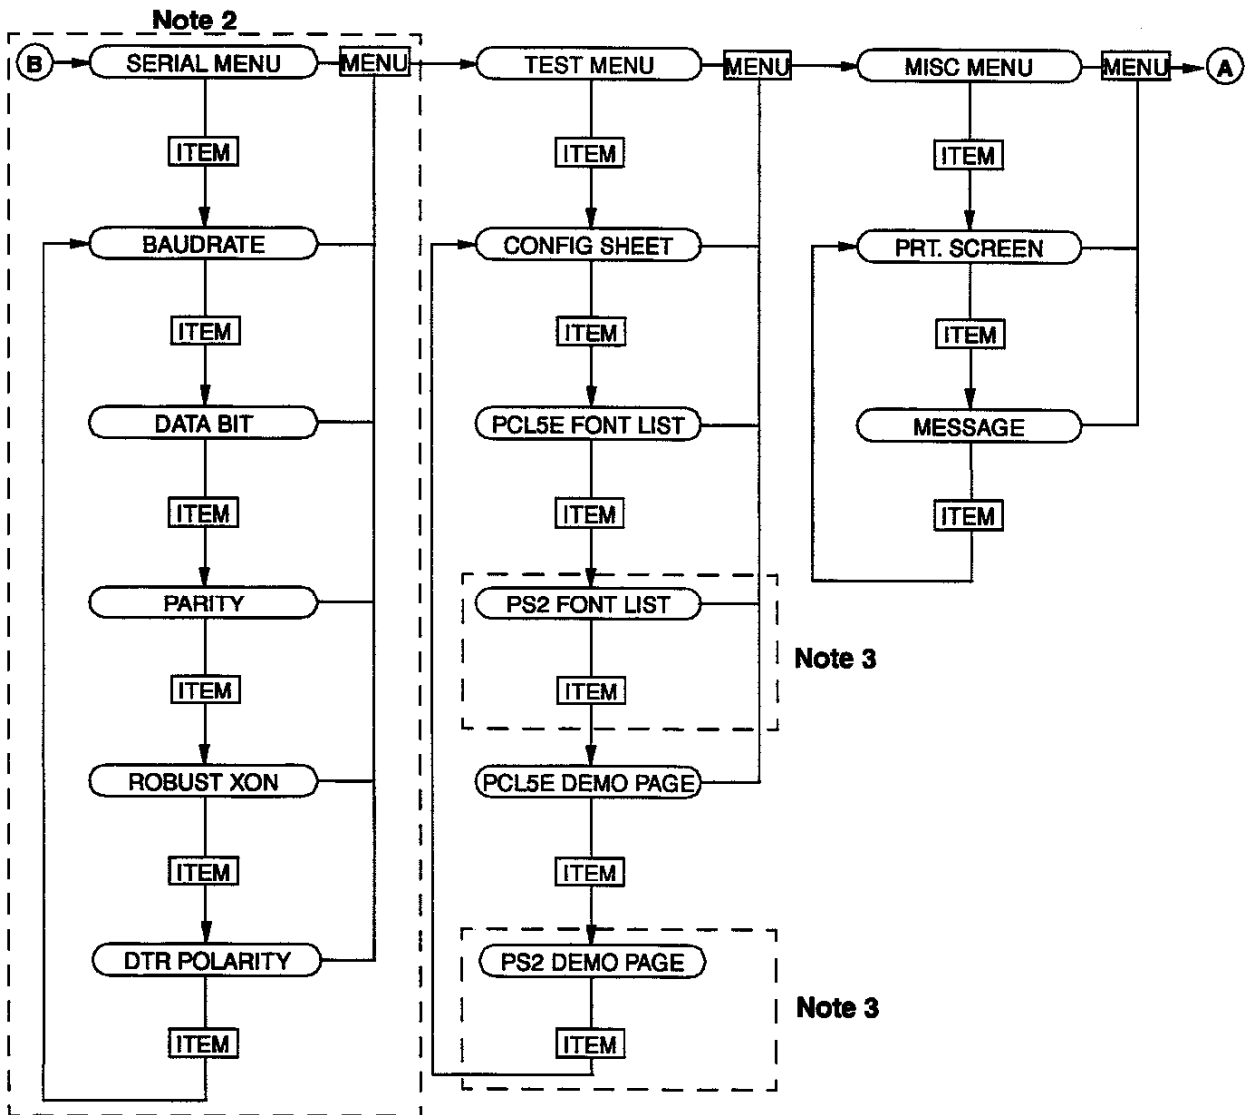 Note 2
B
SERIAL MENU
MENU
ITEM
BAUDRATE
ITEM
DATA BIT
ITEM
PARITY
ITEM
ROBUST XON
ITEM
DTR POLARITY
ITEM
TEST MENU
MENU
ITEM
CONFIG SHEET
ITEM
PCL5E FONT LIST
ITEM
PS2 FONT LIST
Note 3
ITEM
PCL5E DEMO PAGE
ITEM
PS2 DEMO PAGE
Note 3
ITEM
MISC MENU
MENU
A
ITEM
PRT. SCREEN
ITEM
MESSAGE
ITEM